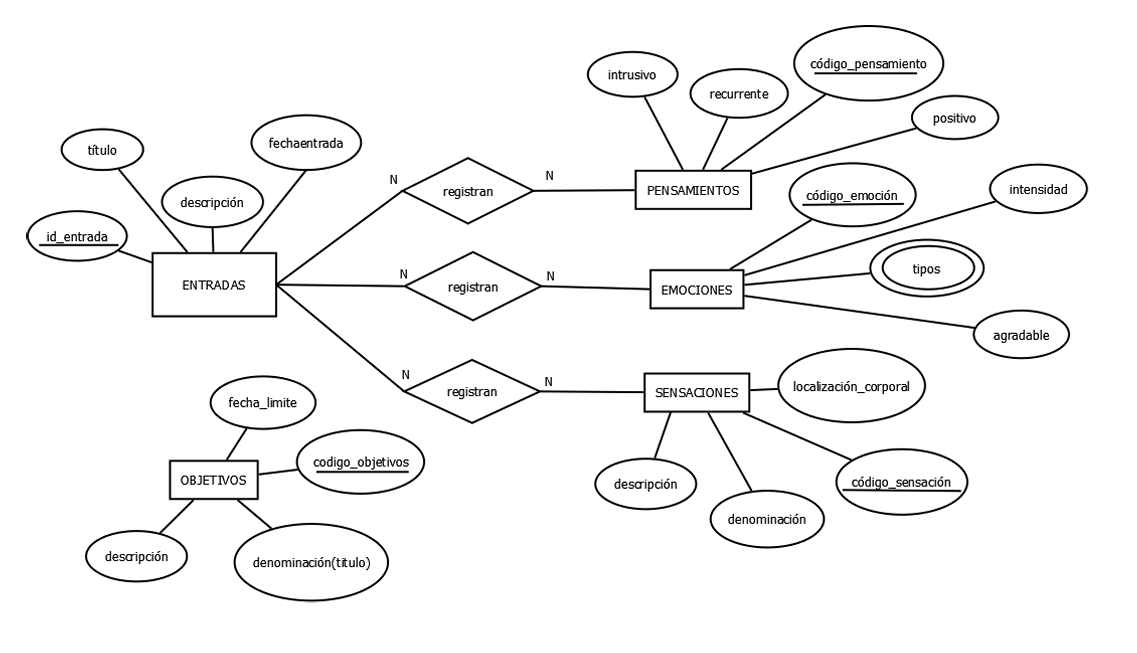 intrusivo
recurrente
código_pensamiento
positivo
título
fechaentrada
descripción
id_entrada
ENTRADAS
N
registran
N
PENSAMIENTOS
código_emoción
intensidad
N
registran
N
EMOCIONES
tipos
agradable
N
registran
N
SENSACIONES
localización_corporal
descripción
denominación
código_sensación
fecha_limite
codigo_objetivos
OBJETIVOS
descripción
denominación(titulo)